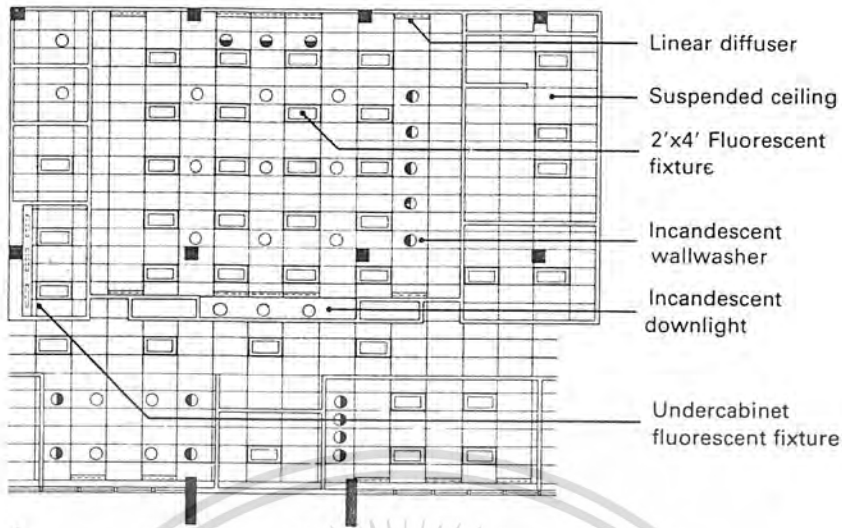 Linear diffuser
Suspended ceiling
2'x4' Fluorescent
fixture
Incandescent
wallwasher
Incandescent
downlight
Undercabinet
fluorescent fixture